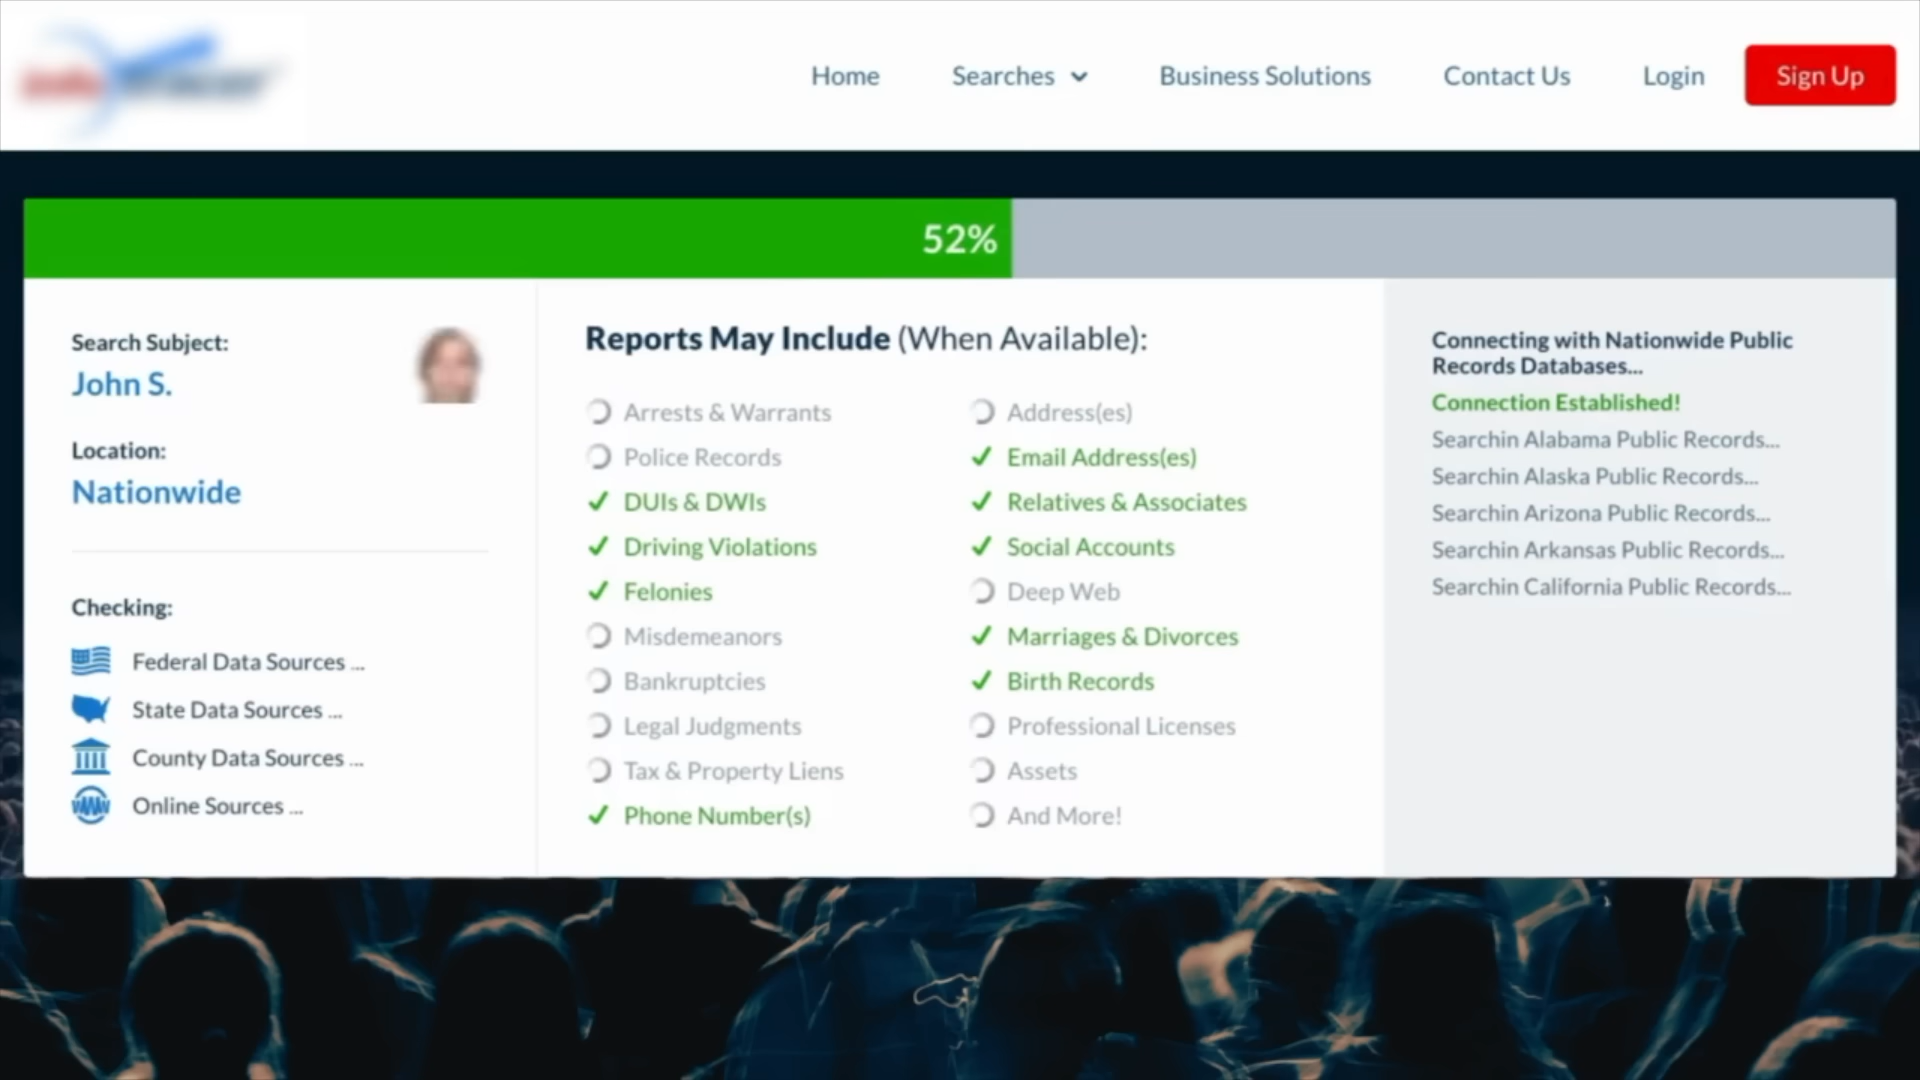 Home
Searches
Business Solutions
Contact Us
Login
Sign Up
52%
Search Subject:
John S.
Location:
Nationwide
Checking:
Federal Data Sources ...
State Data Sources ...
County Data Sources ...
Online Sources ...
Reports May Include (When Available):
Arrests & Warrants
Police Records
DUIs & DWIs
Driving Violations
Felonies
Misdemeanors
Bankruptcies
Legal Judgments
Tax & Property Liens
Phone Number(s)
Address(es)
Email Address(es)
Relatives & Associates
Social Accounts
Deep Web
Marriages & Divorces
Birth Records
Professional Licenses
Assets
And More!
Connecting with Nationwide Public
Records Databases...
Connection Established!
Searchin Alabama Public Records...
Searchin Alaska Public Records...
Searchin Arizona Public Records...
Searchin Arkansas Public Records...
Searchin California Public Records...